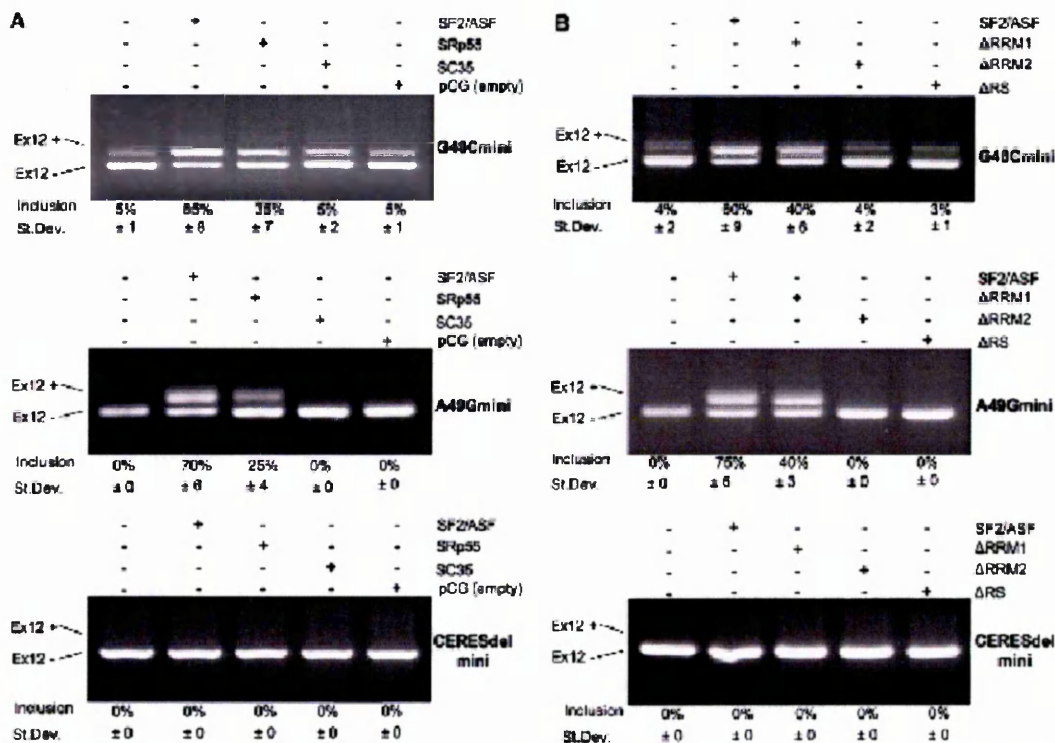 A
- + - - - SF2/ASF
- - + - - SRp55
- - - + - SC35
- - - - + pCG (empty)
Ex12 +
Ex12 -
G49Cmini
Inclusion 5% 65% 35% 5% 5%
St.Dev. ±1 ±8 ±7 ±2 ±1
- + - - - SF2/ASF
- - + - - SRp55
- - - + - SC35
- - - - + pCG (empty)
Ex12 +
Ex12 -
A49Gmini
Inclusion 0% 70% 25% 0% 0%
St.Dev. ±0 ±6 ±4 ±0 ±0
- + - - - SF2/ASF
- - + - - SRp55
- - - + - SC35
- - - - + pCG (empty)
Ex12 +
Ex12 -
CERESdel
mini
Inclusion 0% 0% 0% 0% 0%
St.Dev. ±0 ±0 ±0 ±0 ±0
B
- + - - - SF2/ASF
- - + - - ΔRRM1
- - - + - ΔRRM2
- - - - + ΔRS
Ex12 +
Ex12 -
G48Cmini
Inclusion 4% 40% 4% 3%
St.Dev. ±2 ±9 ±6 ±2 ±1
- + - - - SF2/ASF
- - + - - ΔRRM1
- - - + - ΔRRM2
- - - - + ΔRS
Ex12 +
Ex12 -
A49Gmini
Inclusion 0% 75% 40% 0% 0%
St.Dev. ±0 ±5 ±3 ±0 ±0
- + - - - SF2/ASF
- - + - - ΔRRM1
- - - + - ΔRRM2
- - - - + ΔRS
Ex12 +
Ex12 -
CERESdel
mini
Inclusion 0% 0% 0% 0% 0%
St.Dev. ±0 ±0 ±0 ±0 ±0